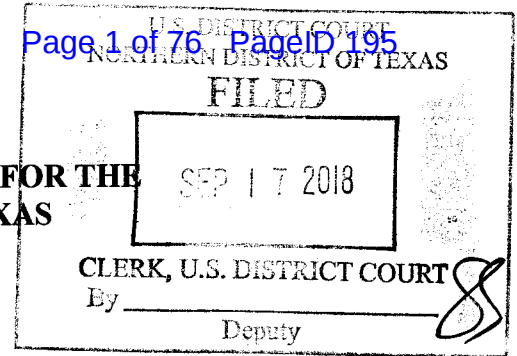 U.S. DISTRICT COURT
Page 1 of 76 PageID 195
NORTHERN DISTRICT OF TEXAS
FILED
FOR THE
SEP 17 2018
XAS
CLERK, U.S. DISTRICT COURT
By
Deputy